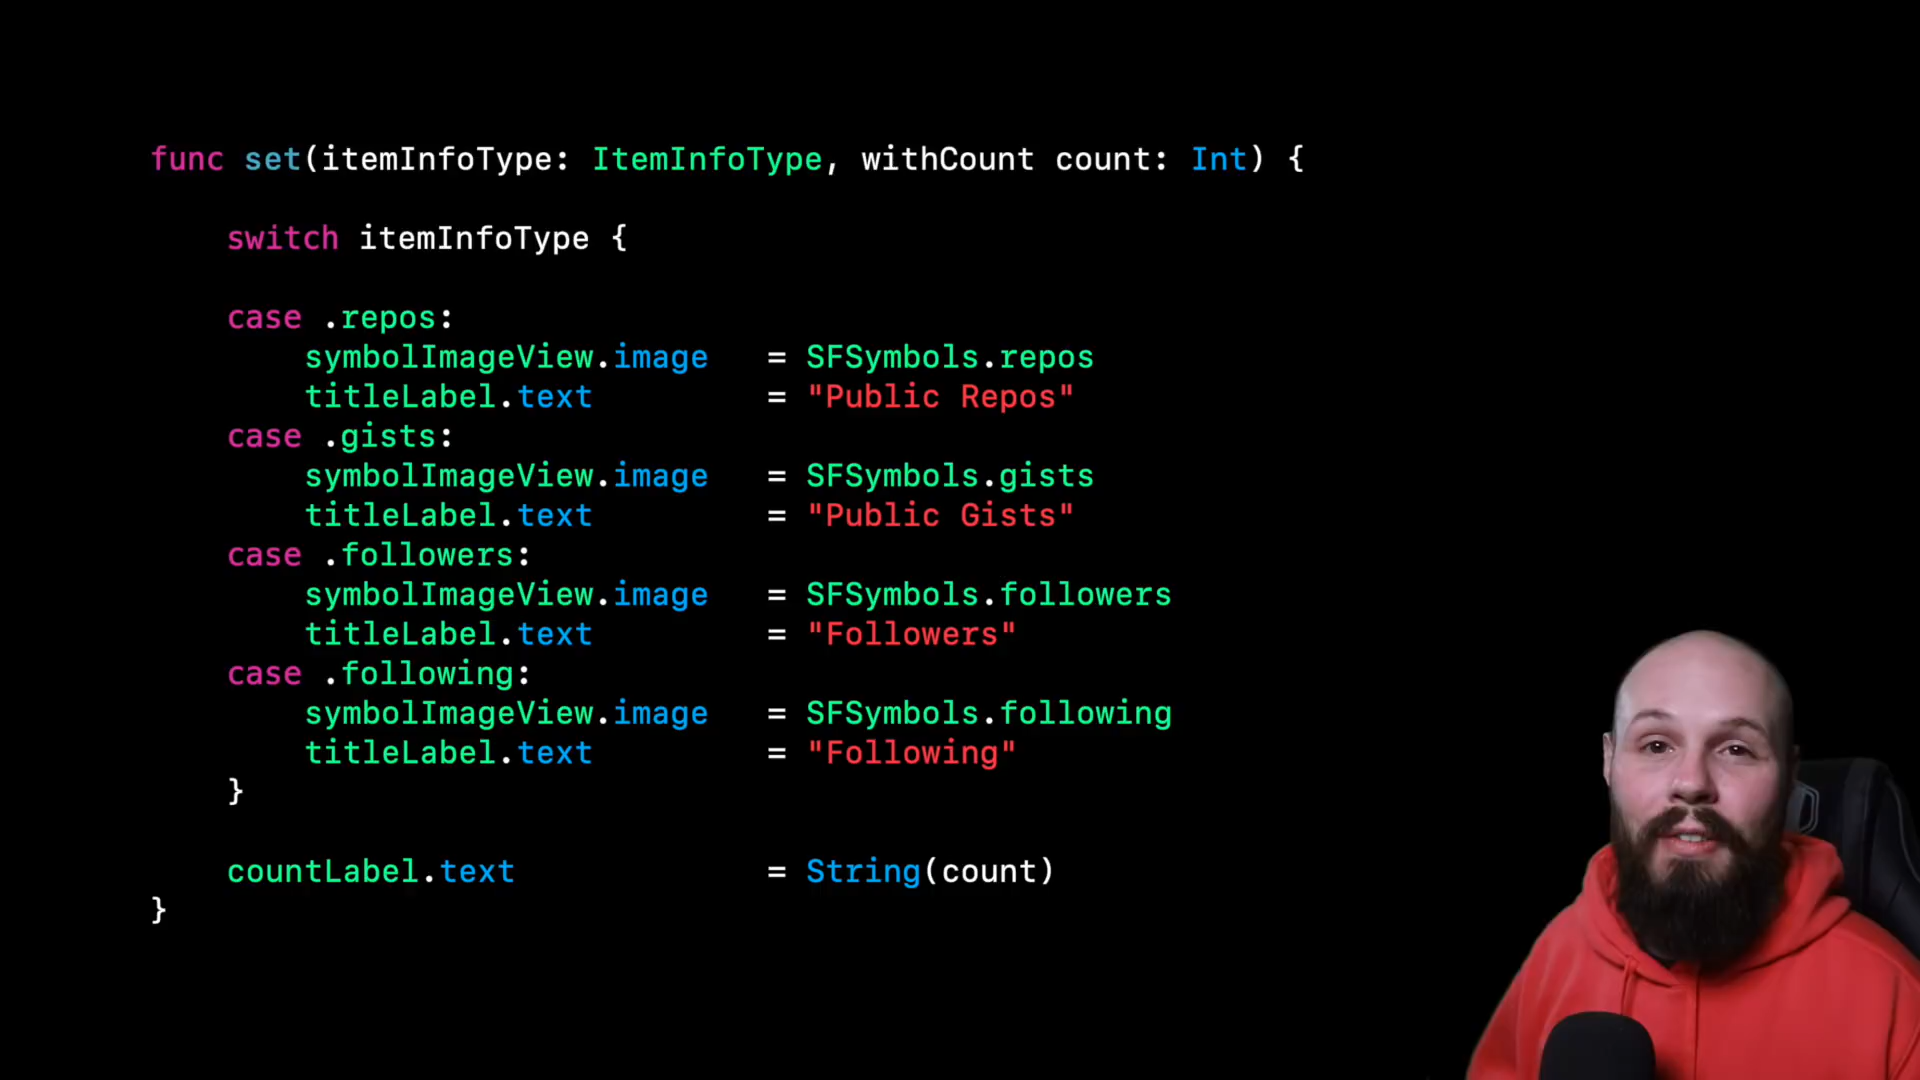 func set(itemInfoType: ItemInfoType, withCount count: Int) {
switch itemInfoType {
case .repos:
symbolImageView.image = SFSymbols.repos
titleLabel.text = "Public Repos"
case .gists:
symbolImageView.image = SFSymbols.gists
titleLabel.text = "Public Gists"
case .followers:
symbolImageView.image = SFSymbols.followers
titleLabel.text = "Followers"
case .following:
symbolImageView.image = SFSymbols.following
titleLabel.text = "Following"
}
countLabel.text = String(count)
}